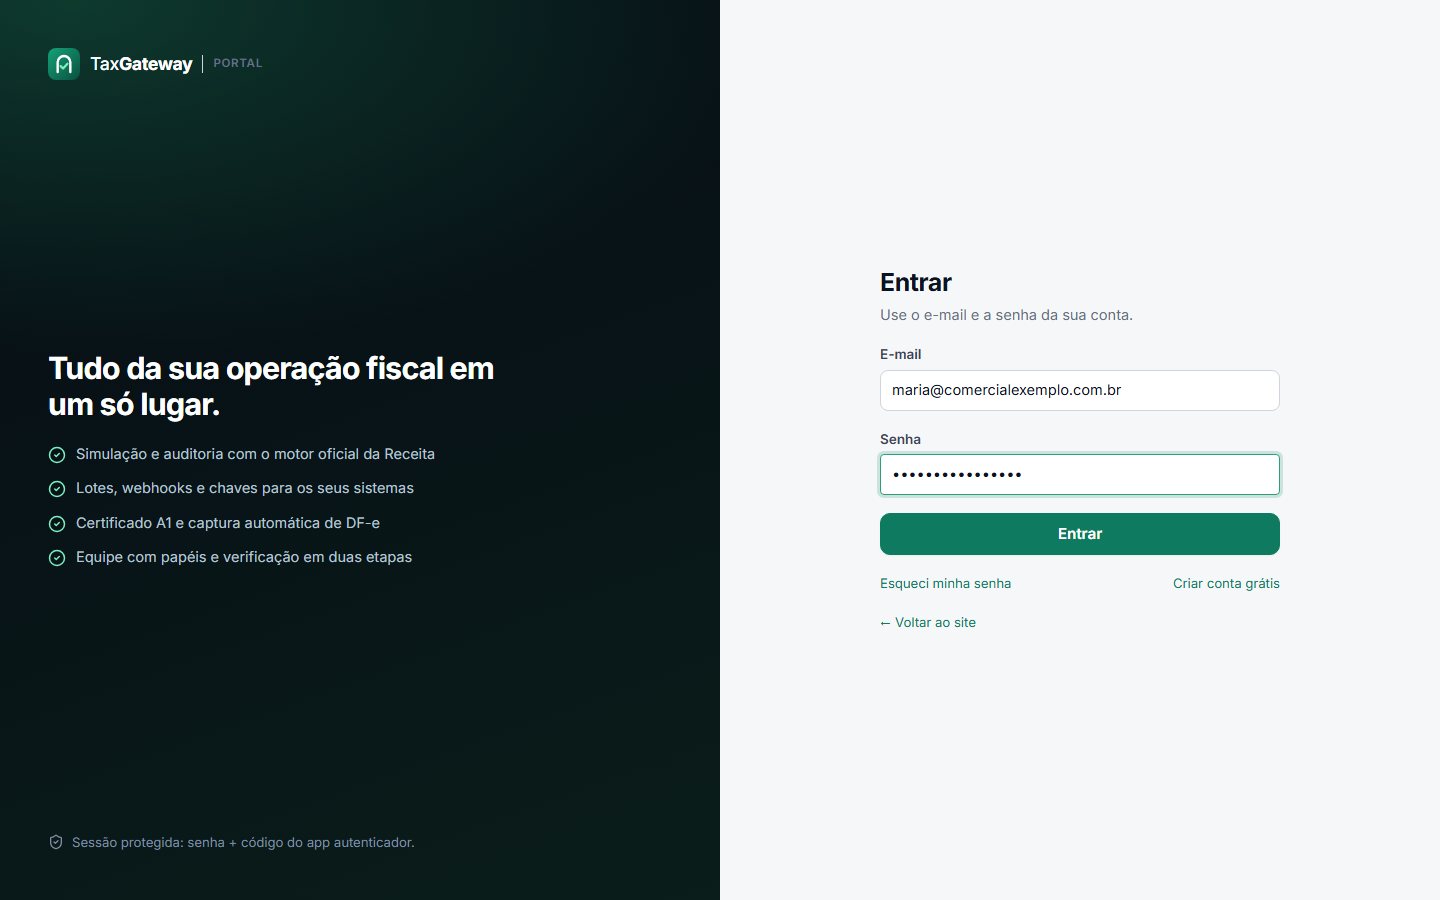 TaxGateway | PORTAL
Tudo da sua operação fiscal em
um só lugar.
Simulação e auditoria com o motor oficial da Receita
Lotes, webhooks e chaves para os seus sistemas
Certificado A1 e captura automática de DF-e
Equipe com papéis e verificação em duas etapas
Sessão protegida: senha + código do app autenticador.
Entrar
Use o e-mail e a senha da sua conta.
E-mail
maria@comercialexemplo.com.br
Senha
••••••••••••••••
Entrar
Esqueci minha senha
Criar conta grátis
← Voltar ao site